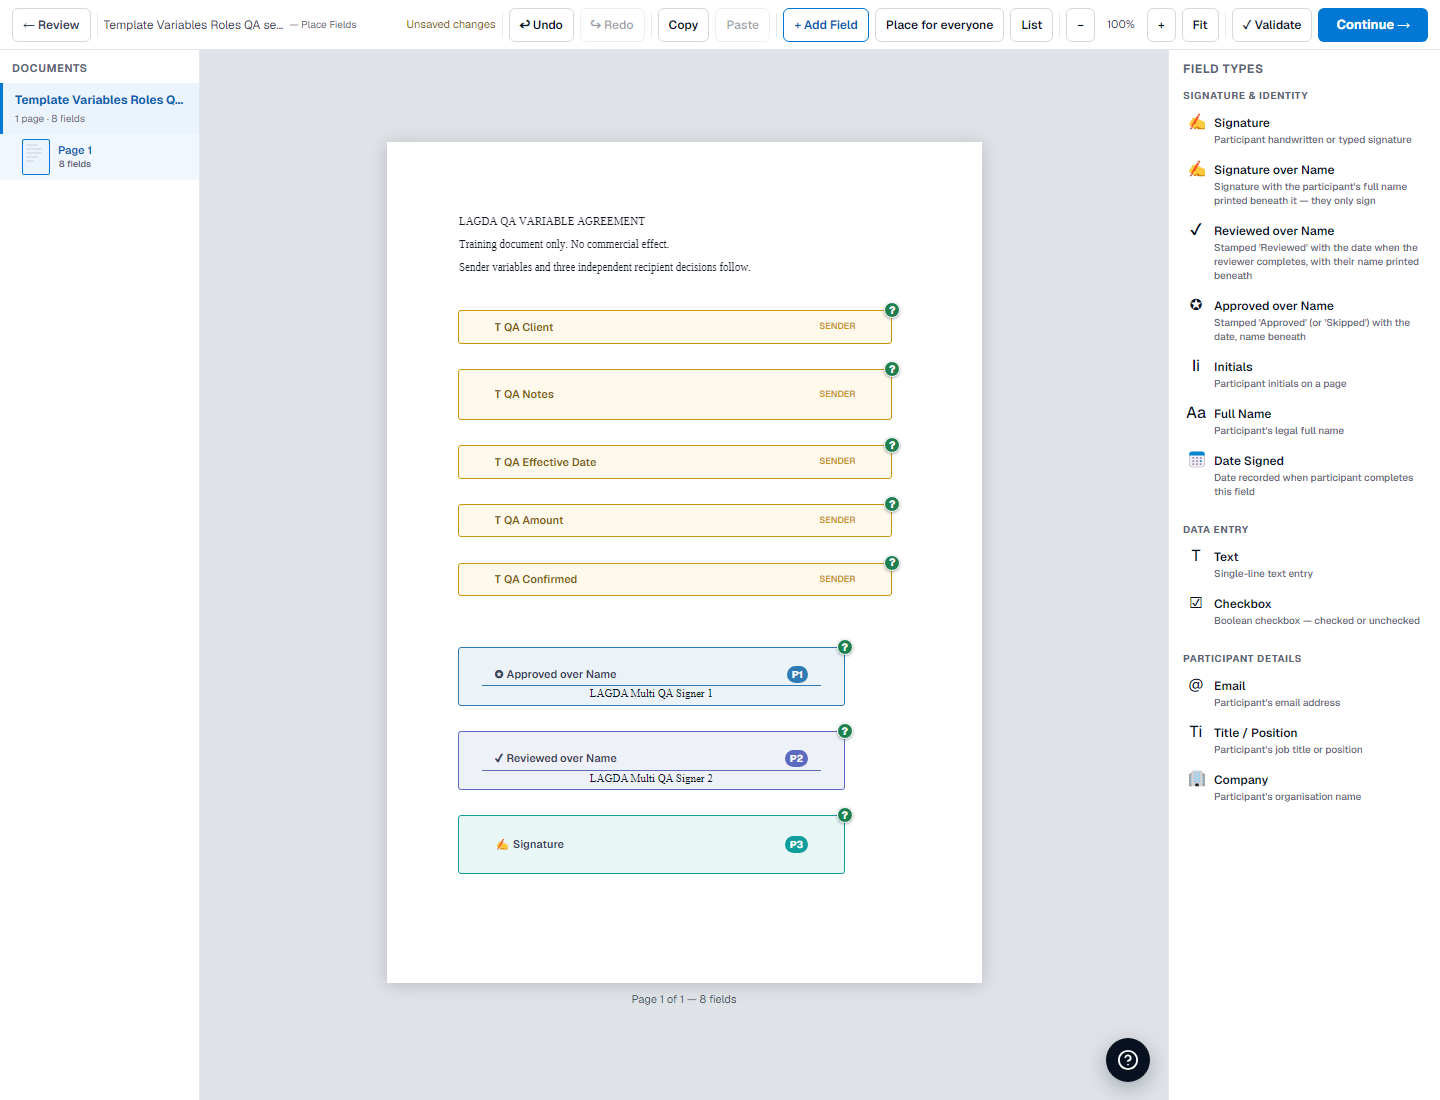 ← Review
Template Variables Roles QA se... — Place Fields
Unsaved changes
↩ Undo
↪ Redo
Copy
Paste
+ Add Field
Place for everyone
List
−
100%
+
Fit
✓ Validate
Continue →
DOCUMENTS
Template Variables Roles Q...
1 page · 8 fields
Page 1
8 fields
LAGDA QA VARIABLE AGREEMENT
Training document only. No commercial effect.
Sender variables and three independent recipient decisions follow.
?
T QA Client SENDER
?
T QA Notes SENDER
?
T QA Effective Date SENDER
?
T QA Amount SENDER
?
T QA Confirmed SENDER
?
✪ Approved over Name P1
LAGDA Multi QA Signer 1
?
✓ Reviewed over Name P2
LAGDA Multi QA Signer 2
?
✍ Signature P3
Page 1 of 1 — 8 fields
?
FIELD TYPES
SIGNATURE & IDENTITY
✍ Signature
Participant handwritten or typed signature
✍ Signature over Name
Signature with the participant's full name
printed beneath it — they only sign
✓ Reviewed over Name
Stamped 'Reviewed' with the date when the
reviewer completes, with their name printed
beneath
✪ Approved over Name
Stamped 'Approved' (or 'Skipped') with the
date, name beneath
Ii Initials
Participant initials on a page
Aa Full Name
Participant's legal full name
Date Signed
Date recorded when participant completes
this field
DATA ENTRY
T Text
Single-line text entry
☑ Checkbox
Boolean checkbox — checked or unchecked
PARTICIPANT DETAILS
@ Email
Participant's email address
Ti Title / Position
Participant's job title or position
Company
Participant's organisation name